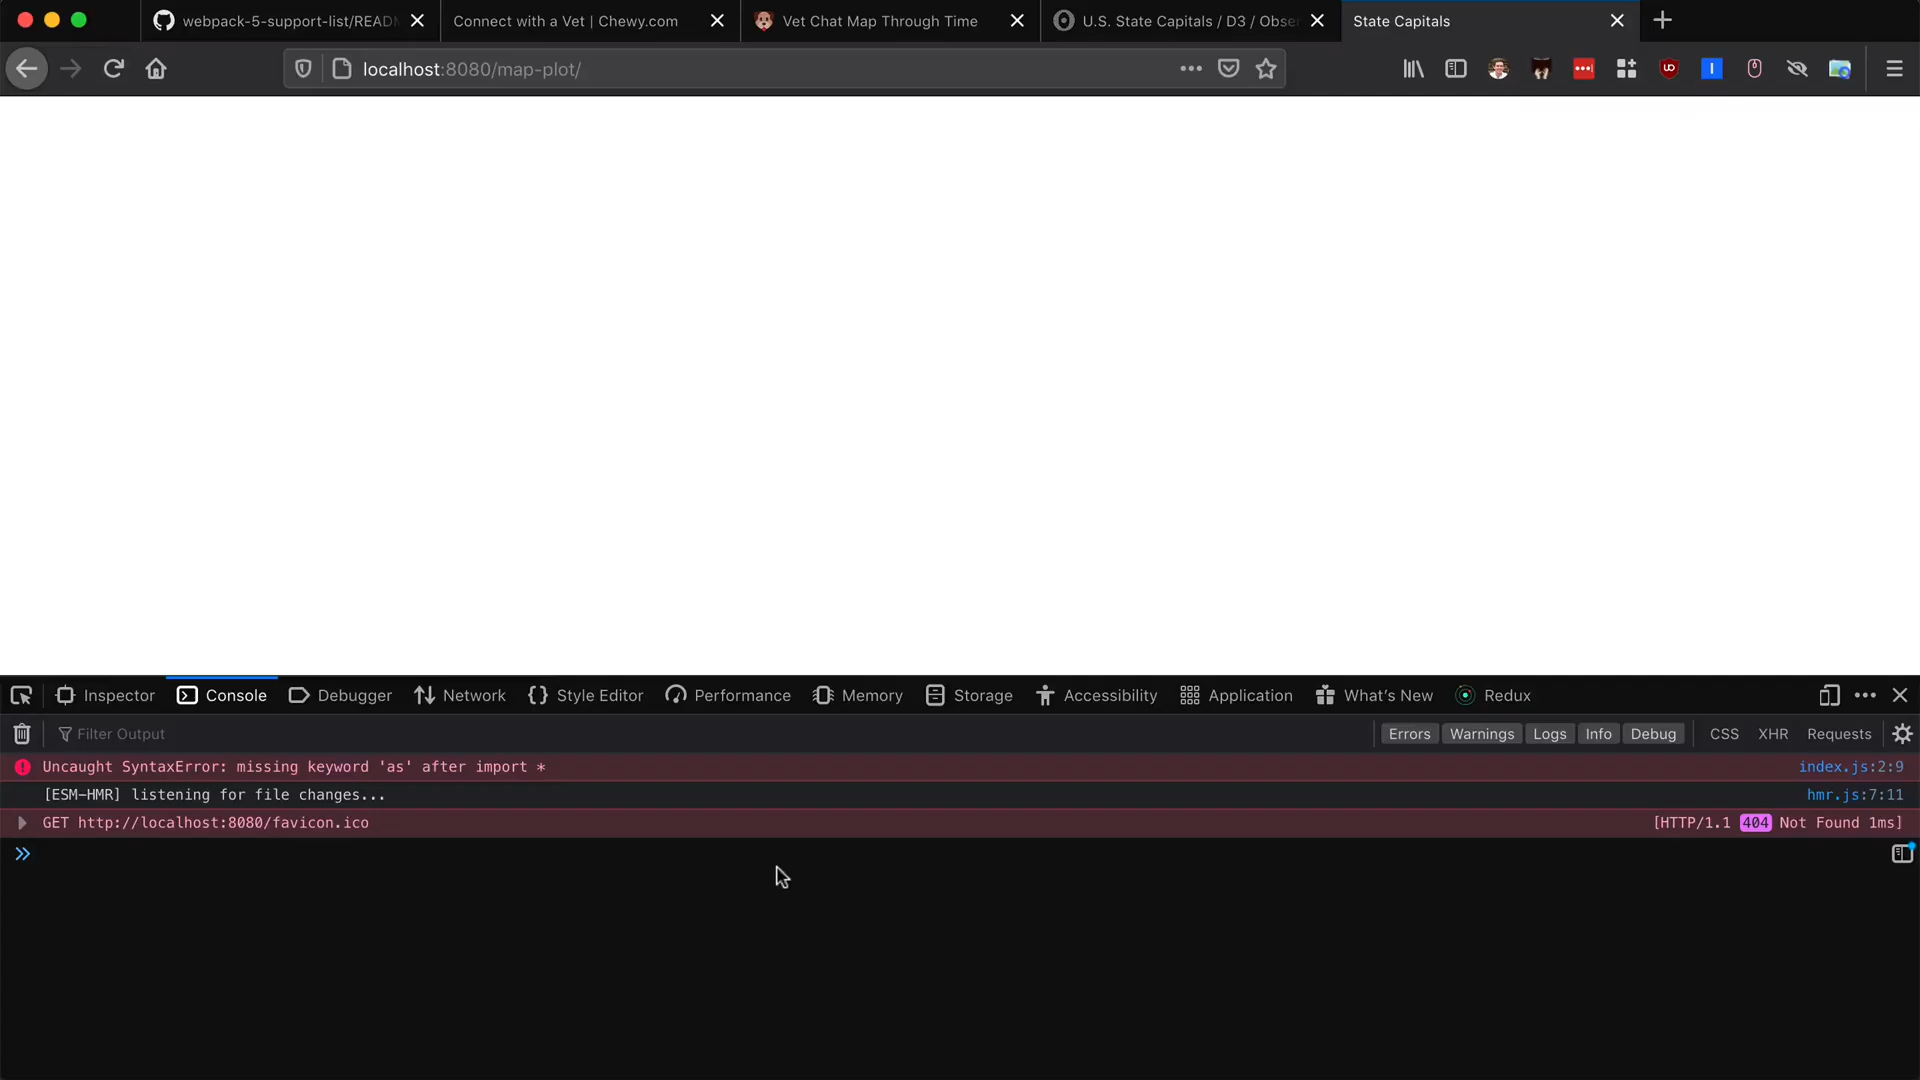 webpack-5-support-list/READM
Connect with a Vet | Chewy.com
Vet Chat Map Through Time
U.S. State Capitals / D3 / Obser
State Capitals
localhost:8080/map-plot/
Inspector
Console
Debugger
Network
Style Editor
Performance
Memory
Storage
Accessibility
Application
What's New
Redux
Filter Output
Errors
Warnings
Logs
Info
Debug
CSS
XHR
Requests
Uncaught SyntaxError: missing keyword 'as' after import *
index.js:2:9
[ESM-HMR] listening for file changes...
hmr.js:7:11
GET http://localhost:8080/favicon.ico
[HTTP/1.1 404 Not Found 1ms]